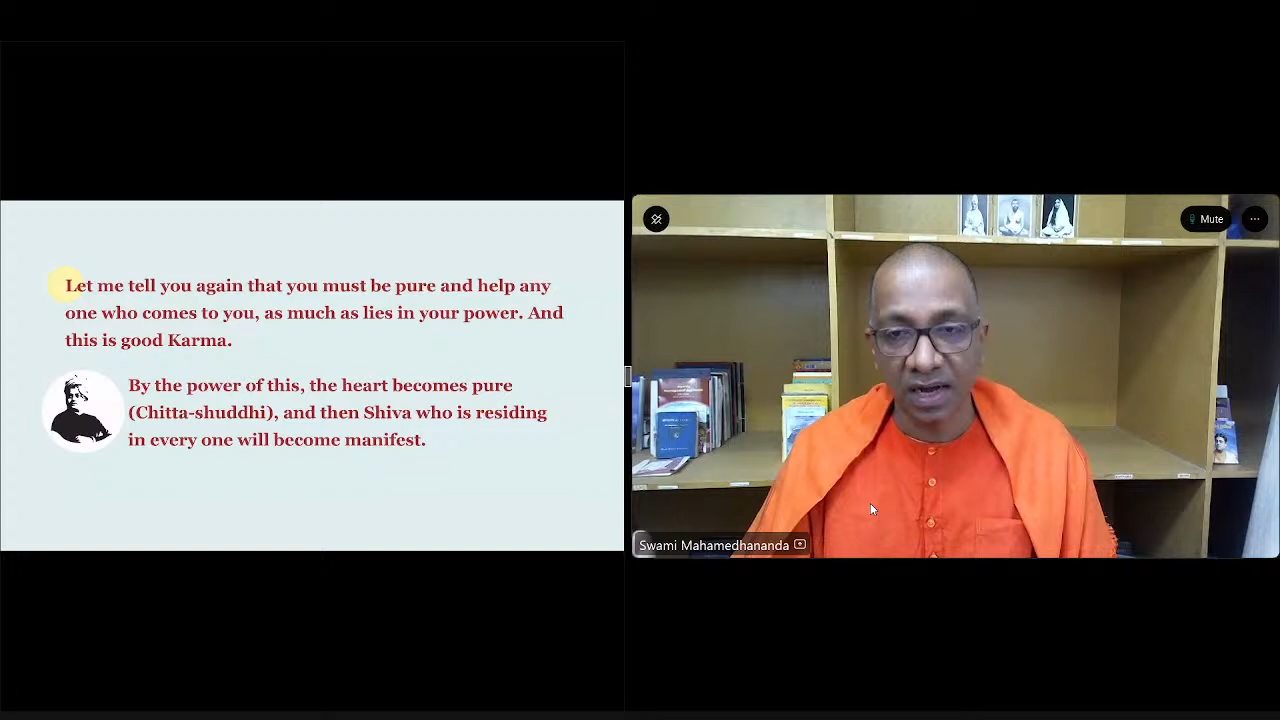 Let me tell you again that you must be pure and help any
one who comes to you, as much as lies in your power. And
this is good Karma.
By the power of this, the heart becomes pure
(Chitta-shuddhi), and then Shiva who is residing
in every one will become manifest.
Mute
Swami Mahamedhananda